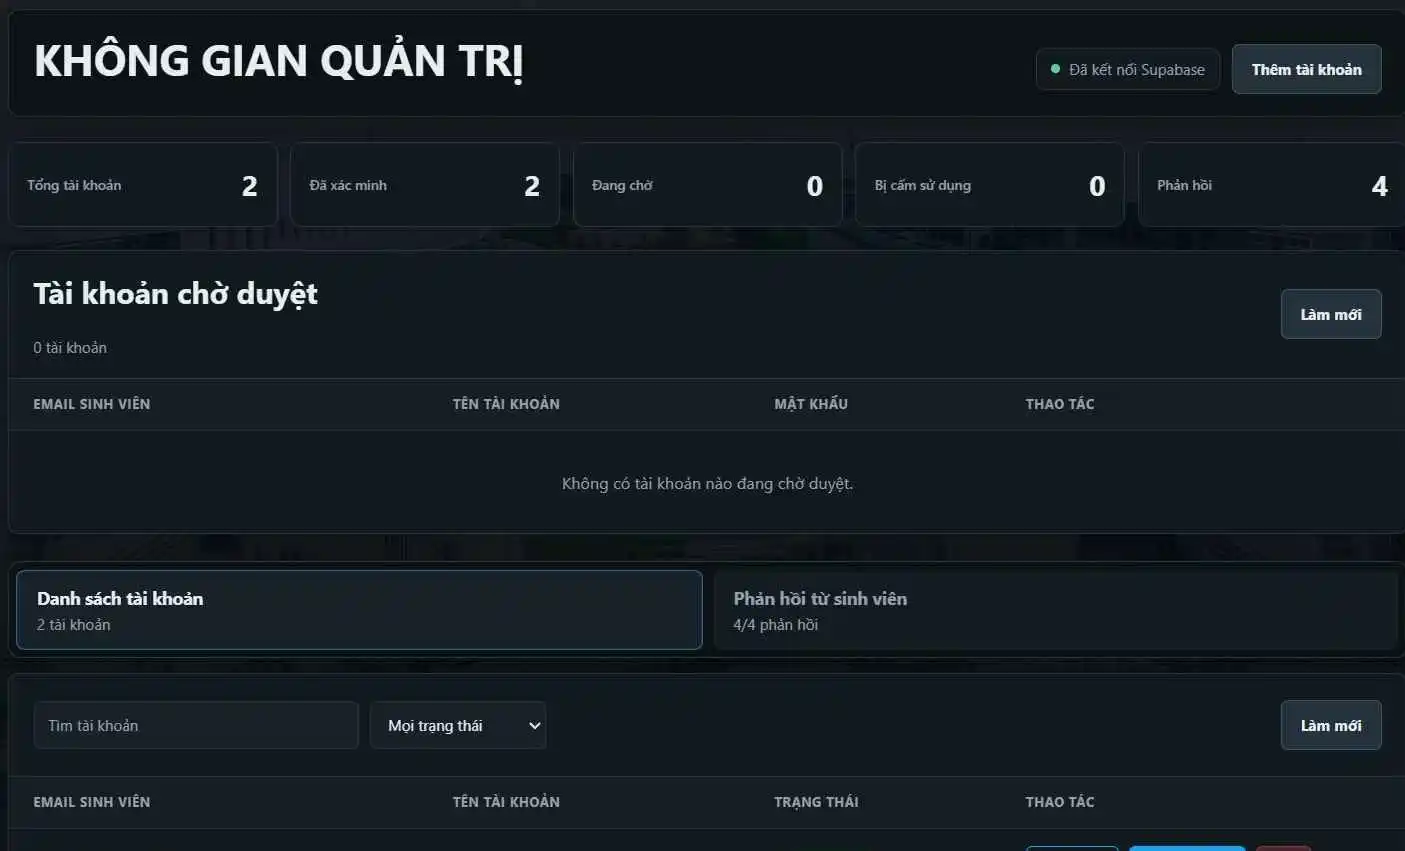 KHÔNG GIAN QUẢN TRỊ
Đã kết nối Supabase
Thêm tài khoản
Tổng tài khoản 2
Đã xác minh 2
Đang chờ 0
Bị cấm sử dụng 0
Phản hồi 4
Tài khoản chờ duyệt
0 tài khoản
Làm mới
EMAIL SINH VIÊN TÊN TÀI KHOẢN MẬT KHẨU THAO TÁC
Không có tài khoản nào đang chờ duyệt.
Danh sách tài khoản
2 tài khoản
Phản hồi từ sinh viên
4/4 phản hồi
Tìm tài khoản
Mọi trạng thái
Làm mới
EMAIL SINH VIÊN TÊN TÀI KHOẢN TRẠNG THÁI THAO TÁC